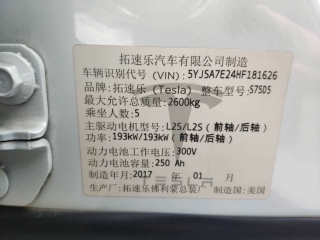 拓速乐汽车有限公司制造
车辆识别代号(VIN): 5YJSA7E24HF181626
品牌: 拓速乐(Tesla) 整车型号: S75D5
最大允许总质量: 2600kg
乘坐人数: 5
主驱动电机型号: L2S/L2S(前轴/后轴)
功率: 193kW/193kW(前轴/后轴)
动力电池工作电压: 300V
动力电池容量: 250 Ah
制造年月: 2017 年 01 月
生产厂: 拓速乐佛利蒙总装厂 制造国: 美国
TESLA